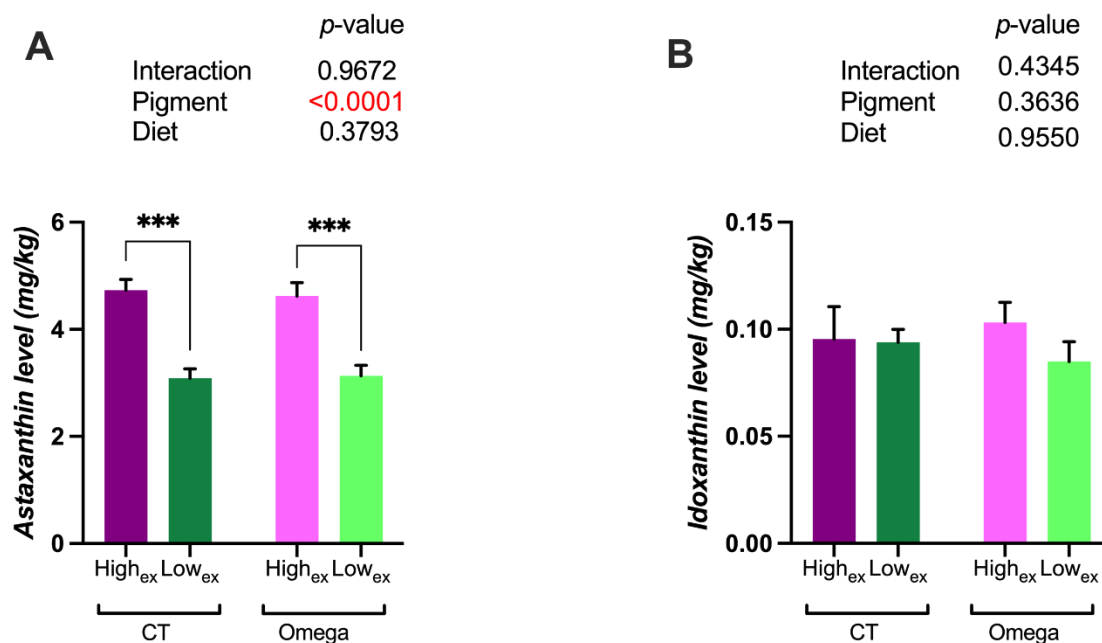 A
p-value
Interaction 0.9672
Pigment <0.0001
Diet 0.3793
Astaxanthin level (mg/kg)
6
4
2
0
***
***
Highex Lowex Highex Lowex
CT Omega
B
p-value
Interaction 0.4345
Pigment 0.3636
Diet 0.9550
Idoxanthin level (mg/kg)
0.15
0.10
0.05
0.00
Highex Lowex Highex Lowex
CT Omega